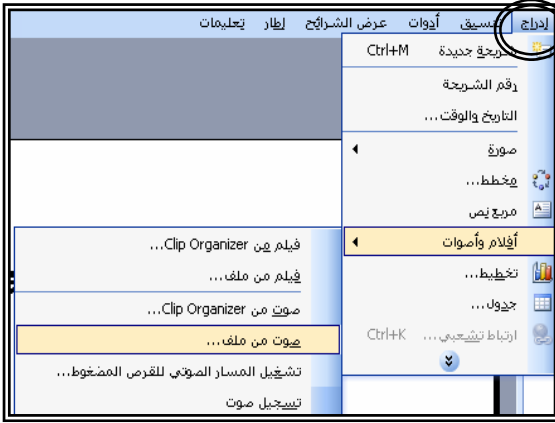 إدراج تنسيق أدوات عرض الشرائح إطار تعليمات
شريحة جديدة Ctrl+M
رقم الشريحة
التاريخ والوقت...
صورة
مخطط...
مربع نص
أفلام وأصوات
تخطيط...
جدول...
ارتباط تشعبي... Ctrl+K
فيلم من Clip Organizer...
فيلم من ملف...
صوت من Clip Organizer...
صوت من ملف...
تشغيل المسار الصوتي للقرص المضغوط...
تسجيل صوت